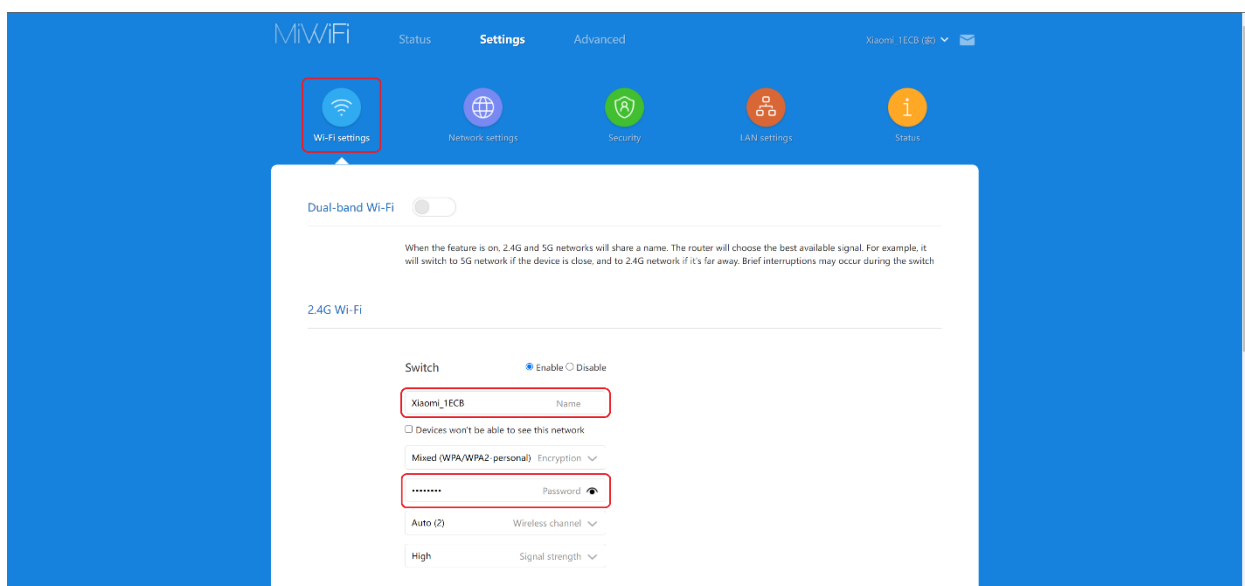 MiWiFi Status Settings Advanced Xiaomi_1ECB (家)
Wi-Fi settings Network settings Security LAN settings Status
Dual-band Wi-Fi
When the feature is on, 2.4G and 5G networks will share a name. The router will choose the best available signal. For example, it
will switch to 5G network if the device is close, and to 2.4G network if it's far away. Brief interruptions may occur during the switch
2.4G Wi-Fi
Switch Enable Disable
Xiaomi_1ECB Name
Devices won't be able to see this network
Mixed (WPA/WPA2-personal) Encryption
•••••••• Password
Auto (2) Wireless channel
High Signal strength